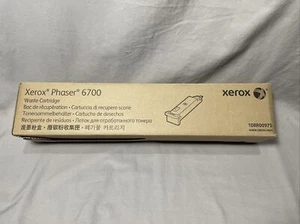 Xerox® Phaser® 6700
Waste Cartridge
Bac de récupération • Cartuccia di recupero scorie
Tonersammelbehälter • Cartucho de desechos
Recipiente de resíduos • Лоток для отработанного тонера
xerox
108R00975